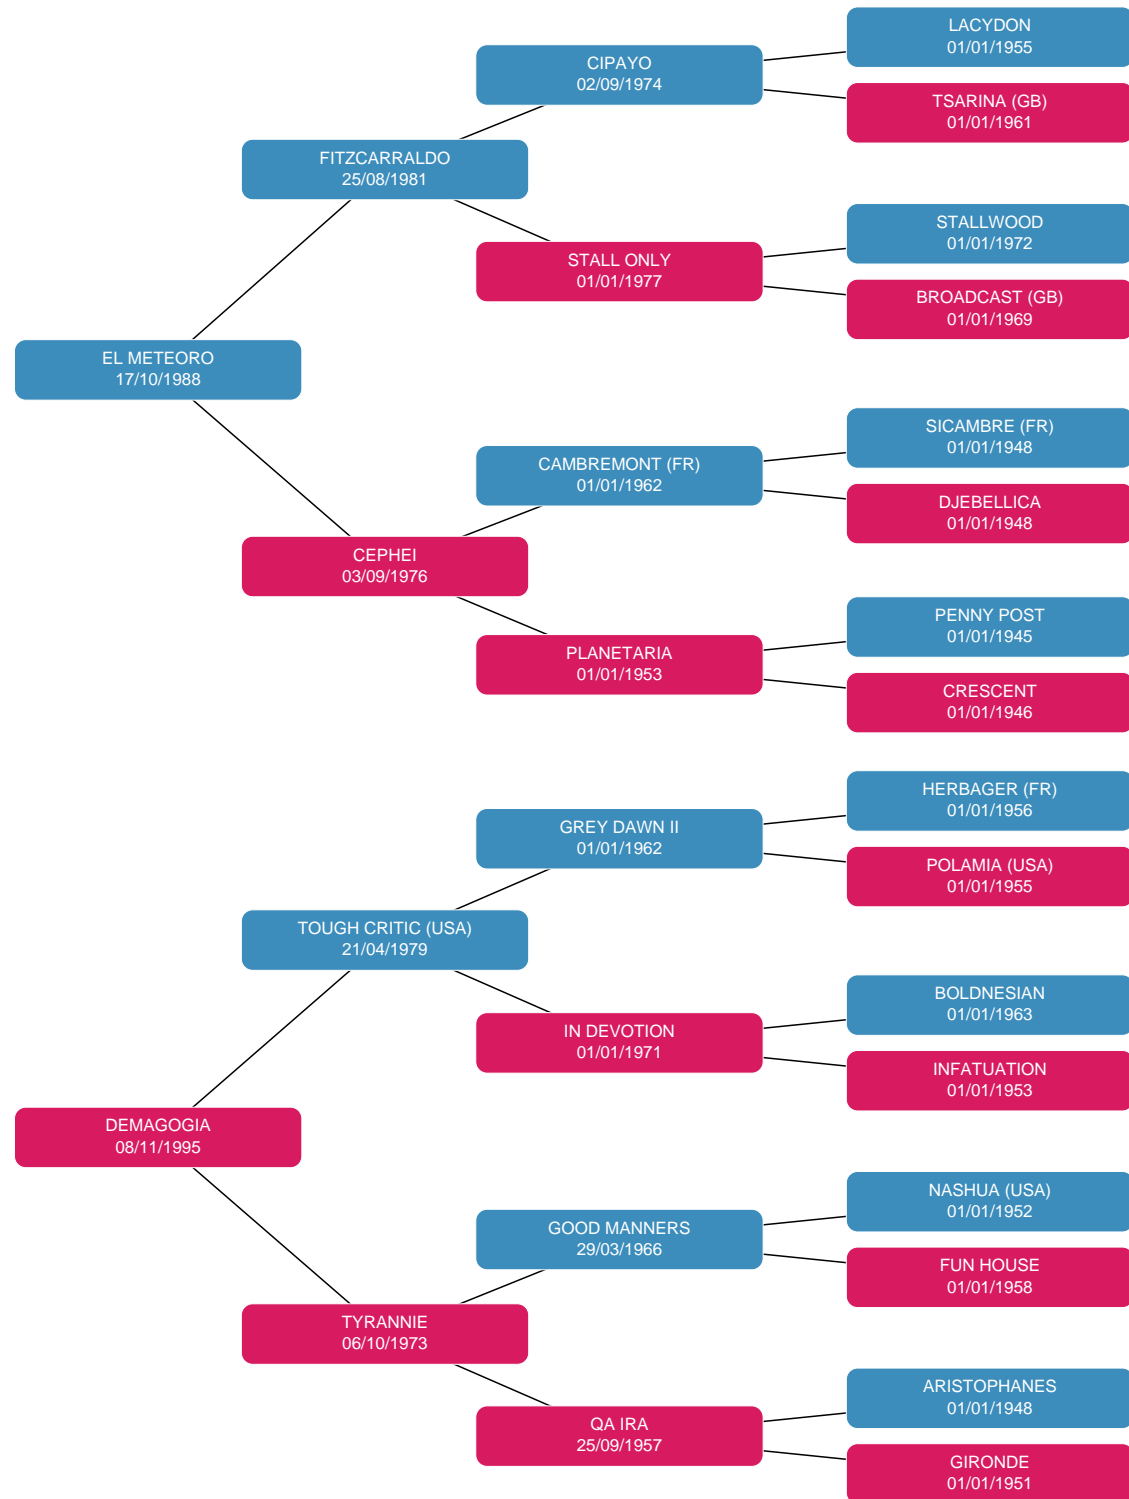 LACYDON
01/01/1955
CIPAYO
02/09/1974
TSARINA (GB)
01/01/1961
FITZCARRALDO
25/08/1981
STALLWOOD
01/01/1972
STALL ONLY
01/01/1977
BROADCAST (GB)
01/01/1969
EL METEORO
17/10/1988
SICAMBRE (FR)
01/01/1948
CAMBREMONT (FR)
01/01/1962
DJEBELLICA
01/01/1948
CEPHEI
03/09/1976
PENNY POST
01/01/1945
PLANETARIA
01/01/1953
CRESCENT
01/01/1946
HERBAGER (FR)
01/01/1956
GREY DAWN II
01/01/1962
POLAMIA (USA)
01/01/1955
TOUGH CRITIC (USA)
21/04/1979
BOLDNESIAN
01/01/1963
IN DEVOTION
01/01/1971
INFATUATION
01/01/1953
DEMAGOGIA
08/11/1995
NASHUA (USA)
01/01/1952
GOOD MANNERS
29/03/1966
FUN HOUSE
01/01/1958
TYRANNIE
06/10/1973
ARISTOPHANES
01/01/1948
QA IRA
25/09/1957
GIRONDE
01/01/1951